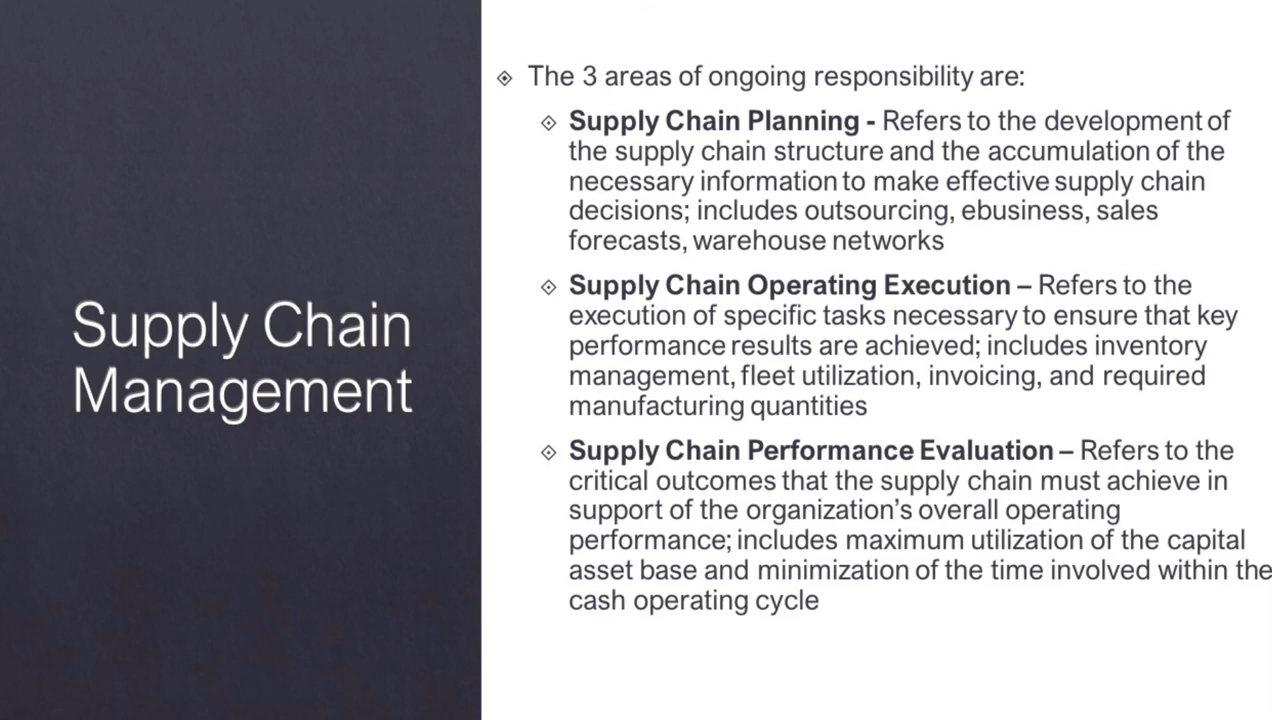 Supply Chain
Management
The 3 areas of ongoing responsibility are:
Supply Chain Planning - Refers to the development of
the supply chain structure and the accumulation of the
necessary information to make effective supply chain
decisions; includes outsourcing, ebusiness, sales
forecasts, warehouse networks
Supply Chain Operating Execution – Refers to the
execution of specific tasks necessary to ensure that key
performance results are achieved; includes inventory
management, fleet utilization, invoicing, and required
manufacturing quantities
Supply Chain Performance Evaluation – Refers to the
critical outcomes that the supply chain must achieve in
support of the organization’s overall operating
performance; includes maximum utilization of the capital
asset base and minimization of the time involved within the
cash operating cycle